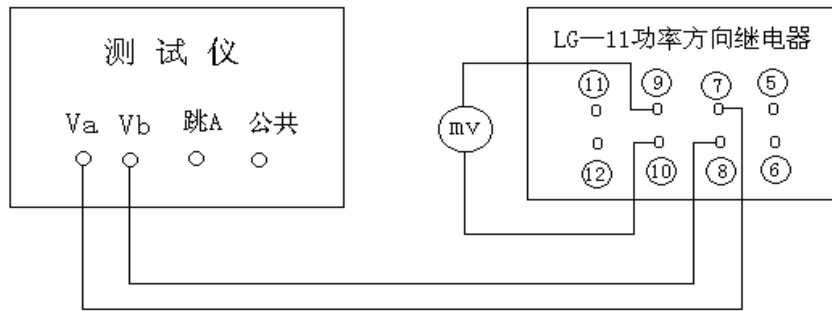 测 试 仪
Va Vb 跳A 公共
mv
LG—11功率方向继电器
⑪ ⑨ ⑦ ⑤
⑫ ⑩ ⑧ ⑥